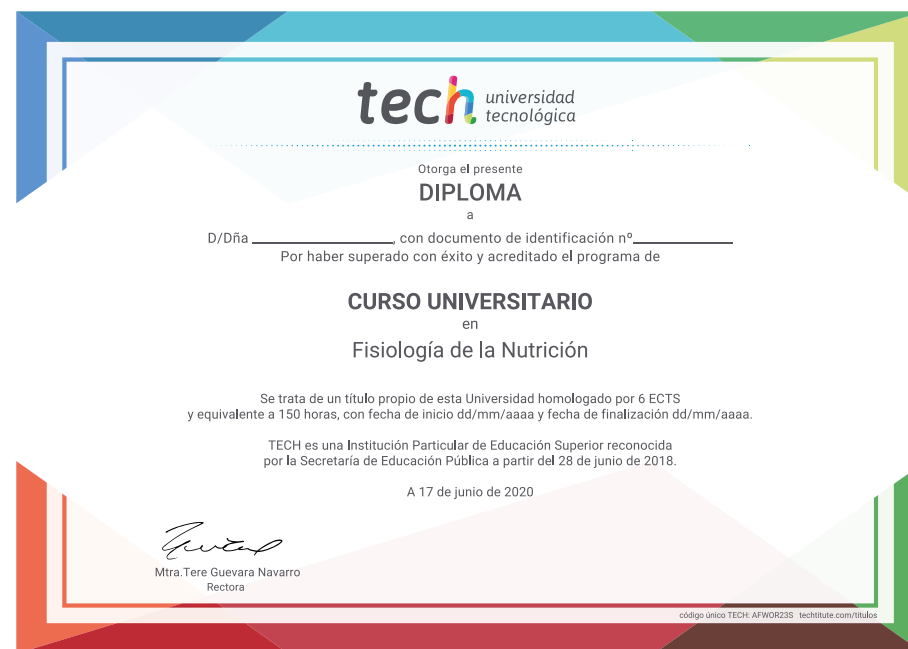 tech universidad
tecnológica
Otorga el presente
DIPLOMA
a
D/Dña ____________________, con documento de identificación nº______________
Por haber superado con éxito y acreditado el programa de
CURSO UNIVERSITARIO
en
Fisiología de la Nutrición
Se trata de un título propio de esta Universidad homologado por 6 ECTS
y equivalente a 150 horas, con fecha de inicio dd/mm/aaaa y fecha de finalización dd/mm/aaaa.
TECH es una Institución Particular de Educación Superior reconocida
por la Secretaría de Educación Pública a partir del 28 de junio de 2018.
A 17 de junio de 2020
Mtra.Tere Guevara Navarro
Rectora
código único TECH: AFWOR23S techtitute.com/titulos